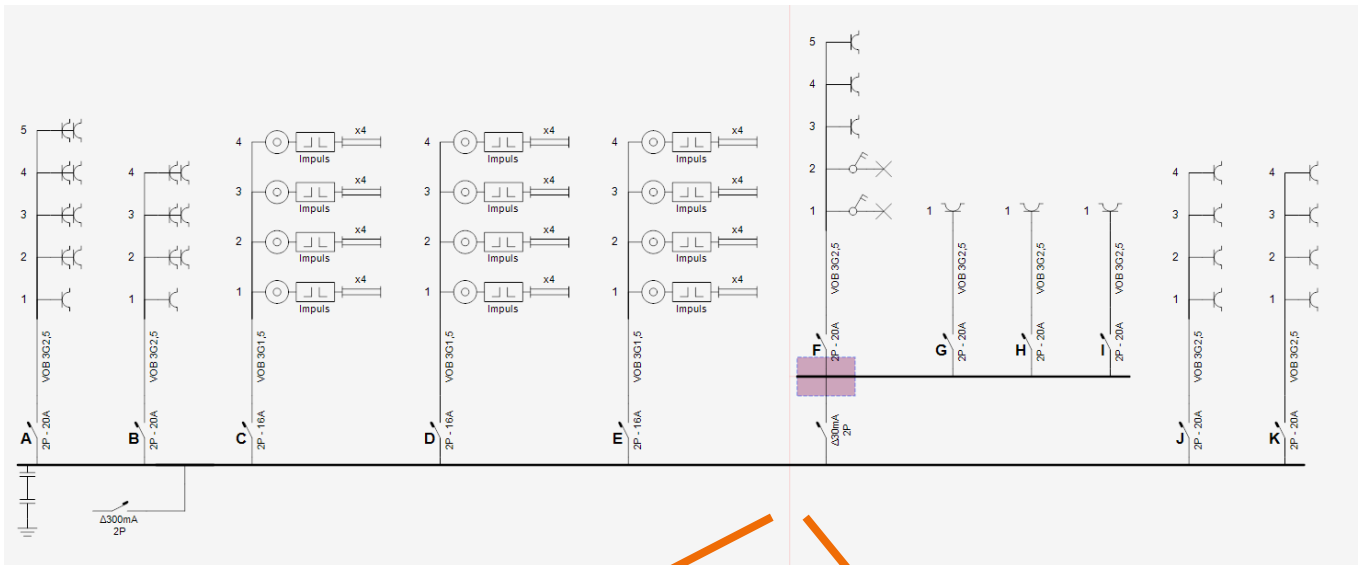 5
4
3
2
1
VOB 3G2,5
A
2P - 20A
4
3
2
1
VOB 3G2,5
B
2P - 20A
4
x4
Impuls
3
x4
Impuls
2
x4
Impuls
1
x4
Impuls
VOB 3G1,5
C
2P - 16A
4
x4
Impuls
3
x4
Impuls
2
x4
Impuls
1
x4
Impuls
VOB 3G1,5
D
2P - 16A
4
x4
Impuls
3
x4
Impuls
2
x4
Impuls
1
x4
Impuls
VOB 3G1,5
E
2P - 16A
5
4
3
2
1
VOB 3G2,5
F
2P - 20A
1
VOB 3G2,5
G
2P - 20A
1
VOB 3G2,5
H
2P - 20A
1
VOB 3G2,5
I
2P - 20A
Δ30mA
2P
4
3
2
1
VOB 3G2,5
J
2P - 20A
4
3
2
1
VOB 3G2,5
K
2P - 20A
Δ300mA
2P